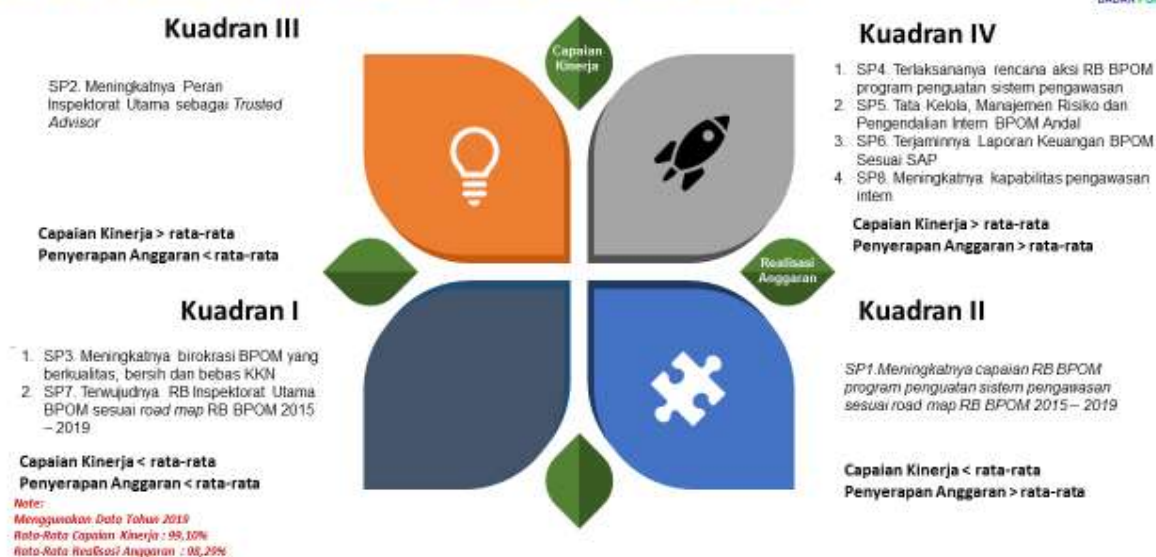 BADAN POM
Kuadran III
SP2. Meningkatnya Peran
Inspektorat Utama sebagai Trusted
Advisor
Capaian Kinerja > rata-rata
Penyerapan Anggaran < rata-rata
Capaian
Kinerja
Kuadran IV
1. SP4. Terlaksananya rencana aksi RB BPOM
program penguatan sistem pengawasan
2. SP5. Tata Kelola, Manajemen Risiko dan
Pengendalian Intern BPOM Andal
3. SP6. Terjaminnya Laporan Keuangan BPOM
Sesuai SAP
4. SP8. Meningkatnya kapabilitas pengawasan
intern
Capaian Kinerja > rata-rata
Penyerapan Anggaran > rata-rata
Realisasi
Anggaran
Kuadran I
1. SP3. Meningkatnya birokrasi BPOM yang
berkualitas, bersih dan bebas KKN
2. SP7. Terwujudnya RB Inspektorat Utama
BPOM sesuai road map RB BPOM 2015
– 2019
Capaian Kinerja < rata-rata
Penyerapan Anggaran < rata-rata
Note:
Menggunakan Data Tahun 2019
Rata-Rata Capaian Kinerja : 99,10%
Rata-Rata Realisasi Anggaran : 98,29%
Kuadran II
SP1.Meningkatnya capaian RB BPOM
program penguatan sistem pengawasan
sesuai road map RB BPOM 2015 – 2019
Capaian Kinerja < rata-rata
Penyerapan Anggaran > rata-rata